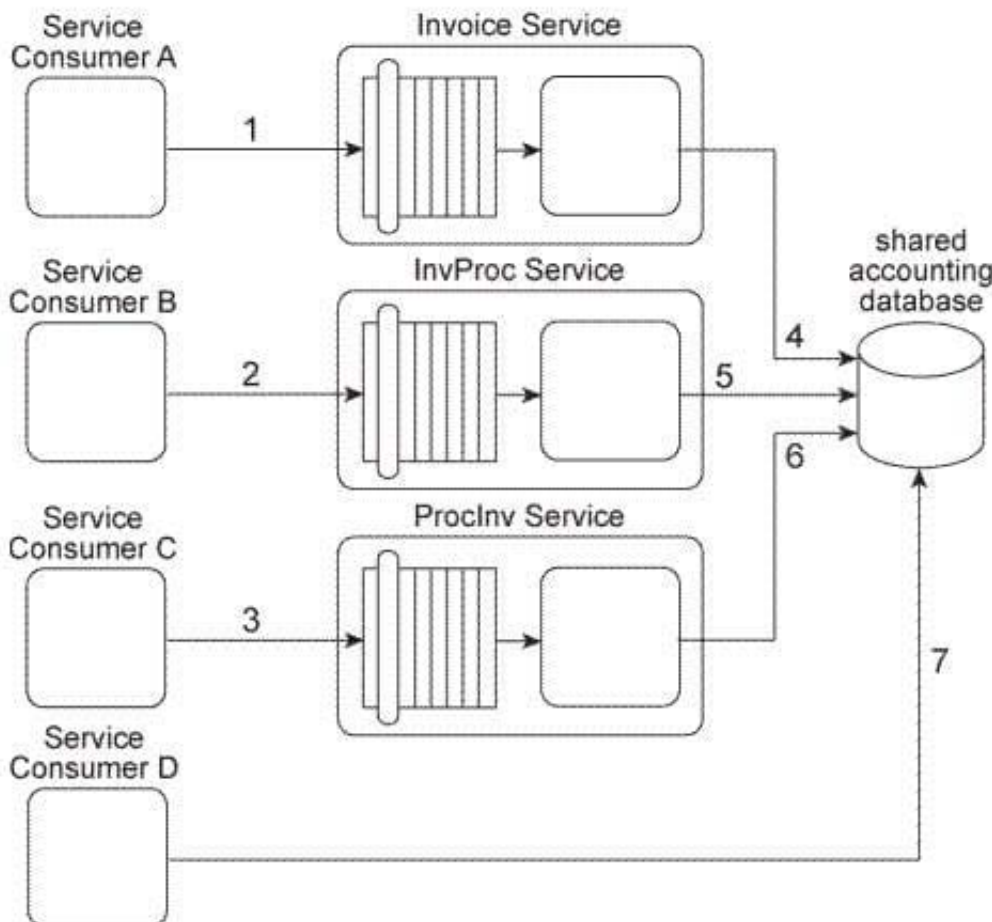 Service
Consumer A
Invoice Service
1
Service
Consumer B
InvProc Service
shared
accounting
database
2
4
5
6
Service
Consumer C
ProcInv Service
3
7
Service
Consumer D